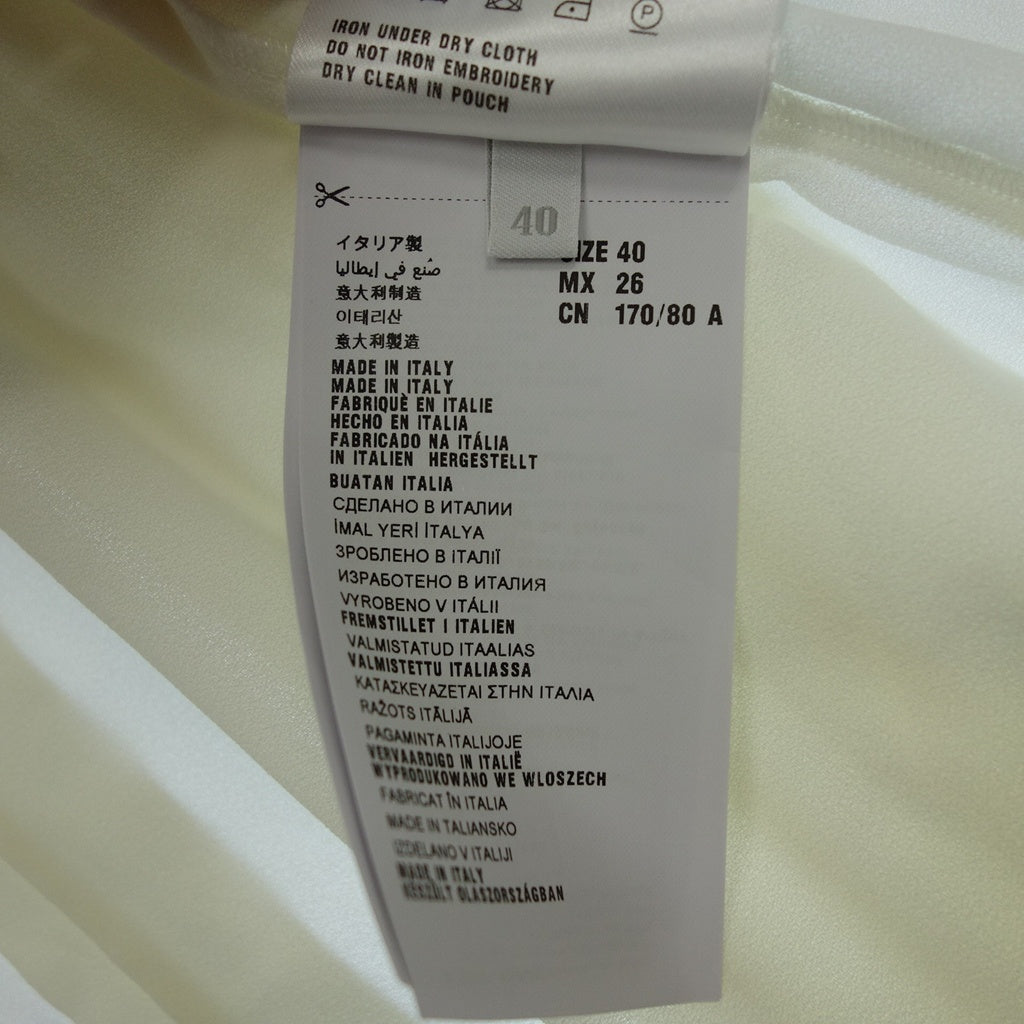 P
IRON UNDER DRY CLOTH
DO NOT IRON EMBROIDERY
DRY CLEAN IN POUCH
40
SIZE 40
MX 26
CN 170/80 A
イタリア製
صُنع في إيطاليا
意大利制造
이태리산
意大利製造
MADE IN ITALY
MADE IN ITALY
FABRIQUÈ EN ITALIE
HECHO EN ITALIA
FABRICADO NA ITÁLIA
IN ITALIEN HERGESTELLT
BUATAN ITALIA
СДЕЛАНО В ИТАЛИИ
İMAL YERİ İTALYA
ЗРОБЛЕНО В ІТАЛІЇ
ИЗРАБОТЕНО В ИТАЛИЯ
VYROBENO V ITÁLII
FREMSTILLET I ITALIEN
VALMISTATUD ITAALIAS
VALMISTETTU ITALIASSA
ΚΑΤΑΣΚΕΥΑΖΕΤΑΙ ΣΤΗΝ ΙΤΑΛΙΑ
RAŽOTS ITĀLIJĀ
PAGAMINTA ITALIJOJE
VERVAARDIGD IN ITALIË
WYPRODUKOWANO WE WLOSZECH
FABRICAT ÎN ITALIA
MADE IN TALIANSKO
IZDELANO V ITALIJI
MADE IN ITALY
KÉSZÜLT OLASZORSZÁGBAN